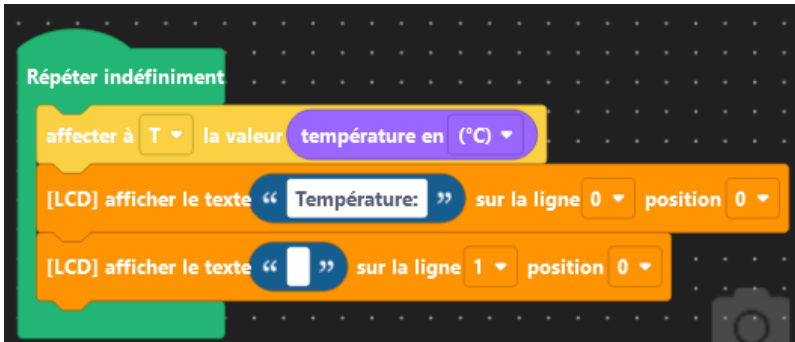 Répéter indéfiniment
affecter à T la valeur température en (°C)
[LCD] afficher le texte “ Température: ” sur la ligne 0 position 0
[LCD] afficher le texte “ ” sur la ligne 1 position 0